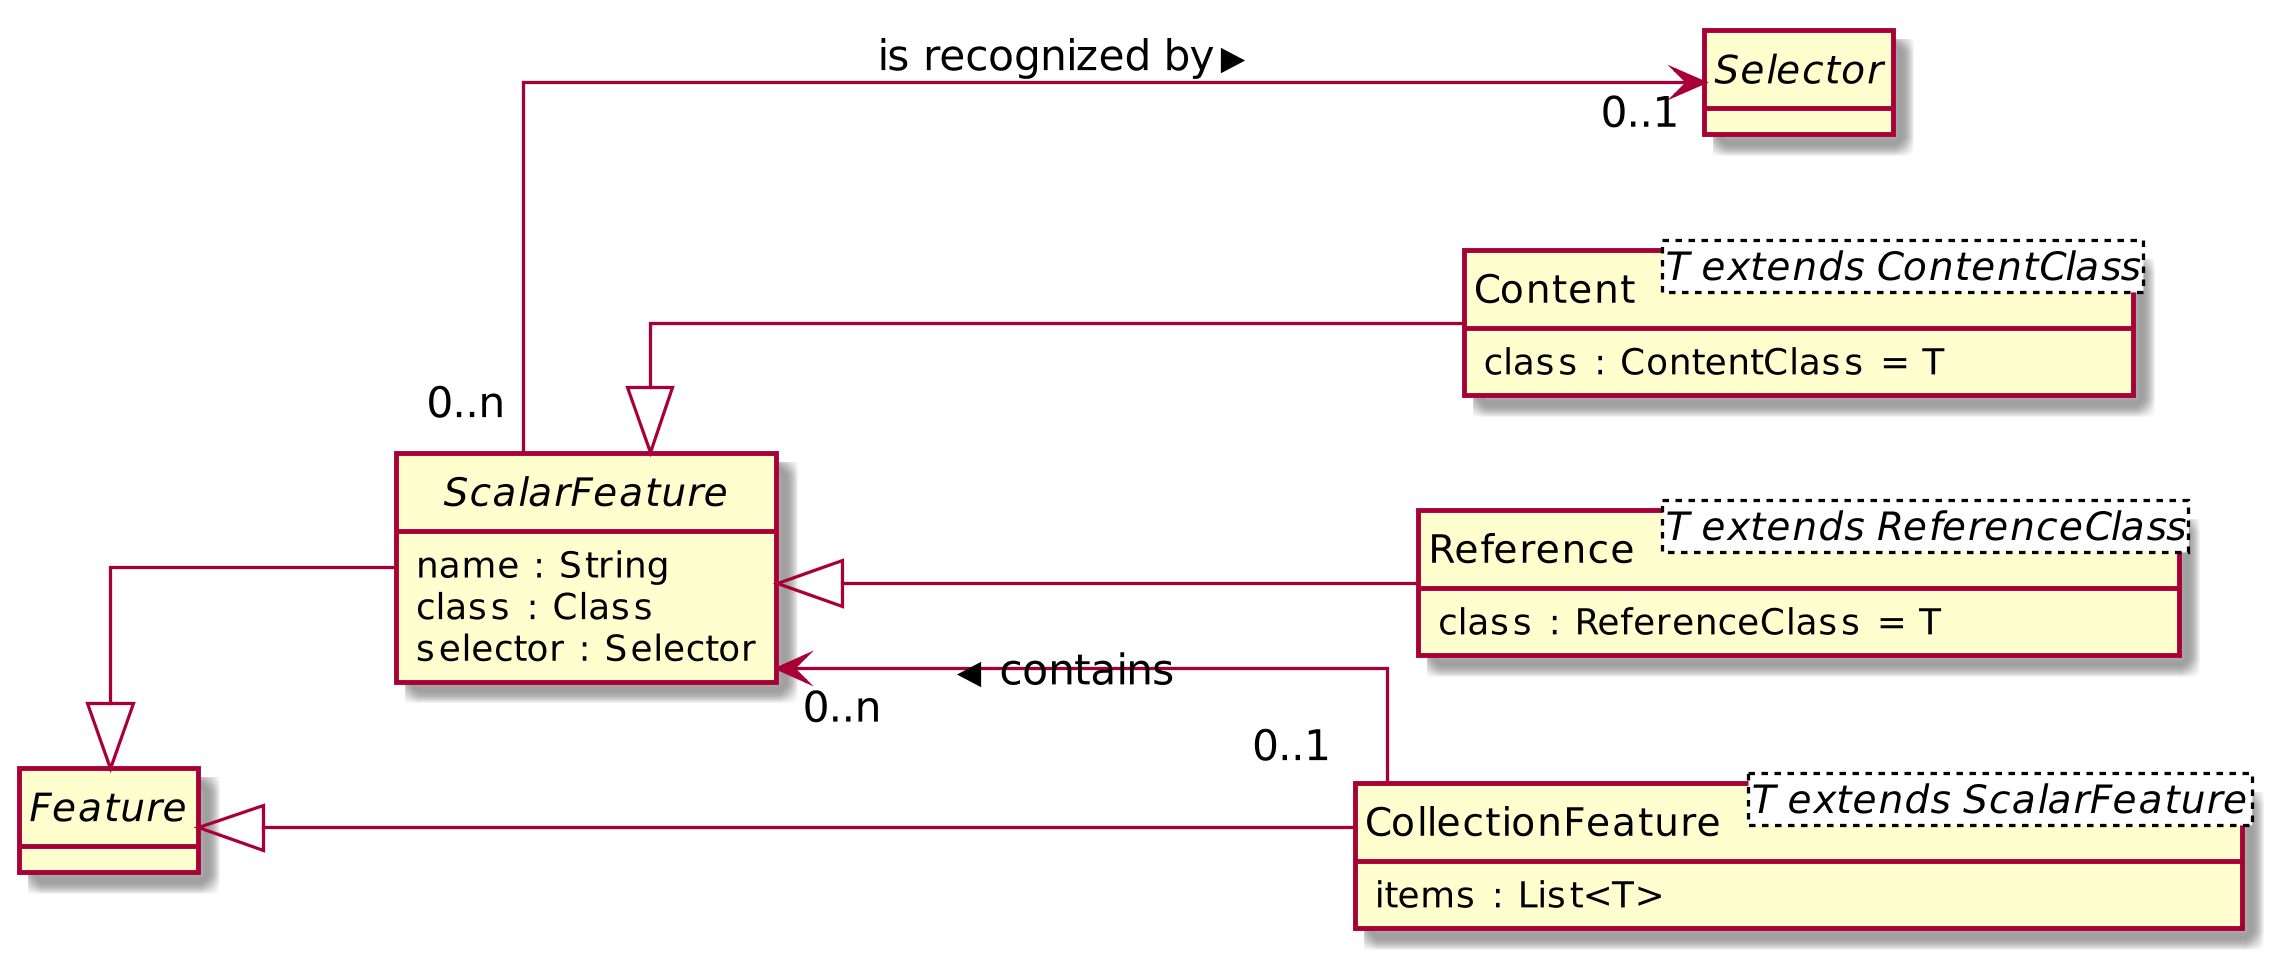 is recognized by ▶
Selector
0..1
T extends ContentClass
Content
class : ContentClass = T
0..n
ScalarFeature
name : String
class : Class
selector : Selector
T extends ReferenceClass
Reference
class : ReferenceClass = T
◀ contains
0..n
0..1
Feature
T extends ScalarFeature
CollectionFeature
items : List<T>